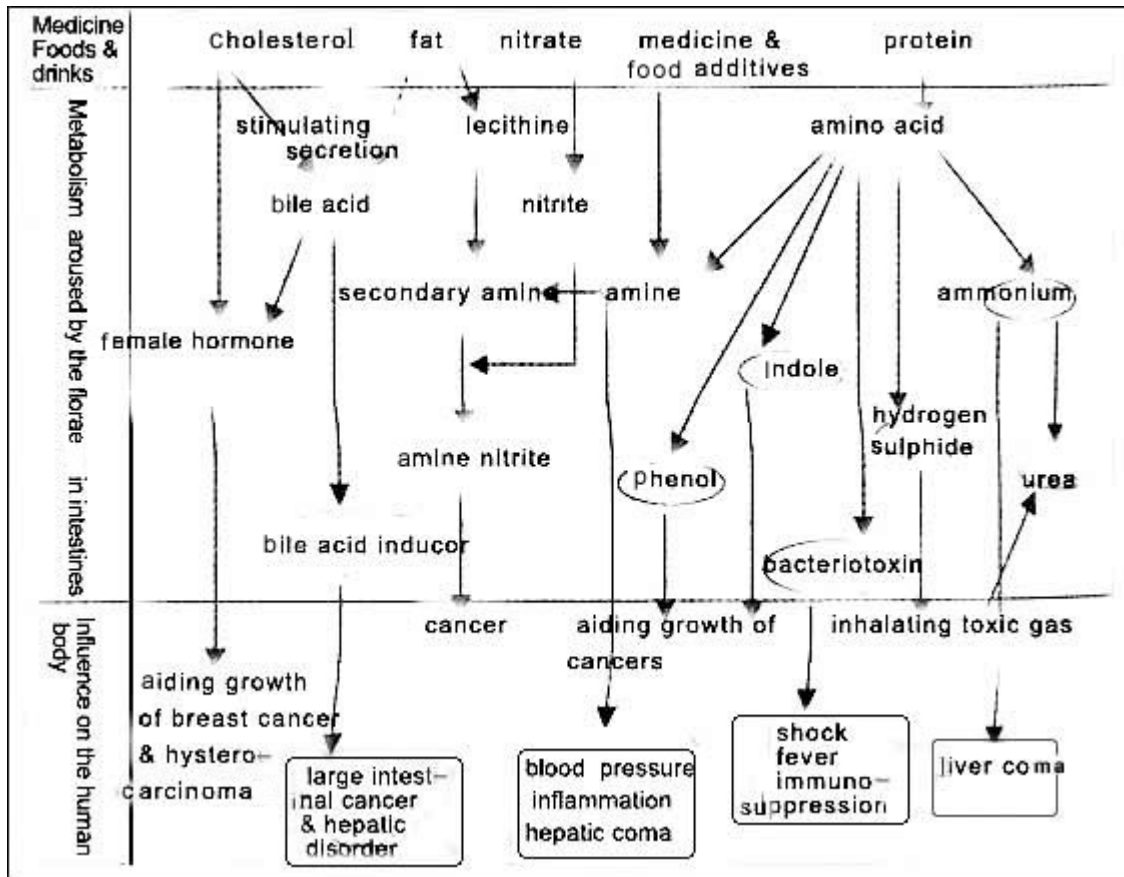 Medicine
Foods &
drinks
Cholesterol
fat
nitrate
medicine &
food additives
protein
Metabolism aroused by the florae in intestines
stimulating
secretion
lecithine
amino acid
bile acid
nitrite
secondary amine
amine
ammonium
female hormone
indole
hydrogen
sulphide
amine nitrite
phenol
urea
bile acid inducor
bacteriotoxin
Influence on the human
body
cancer
aiding growth of
cancers
inhalating toxic gas
aiding growth
of breast cancer
& hystero-
carcinoma
large intest-
inal cancer
& hepatic
disorder
blood pressure
inflammation
hepatic coma
shock
fever
immuno-
suppression
liver coma